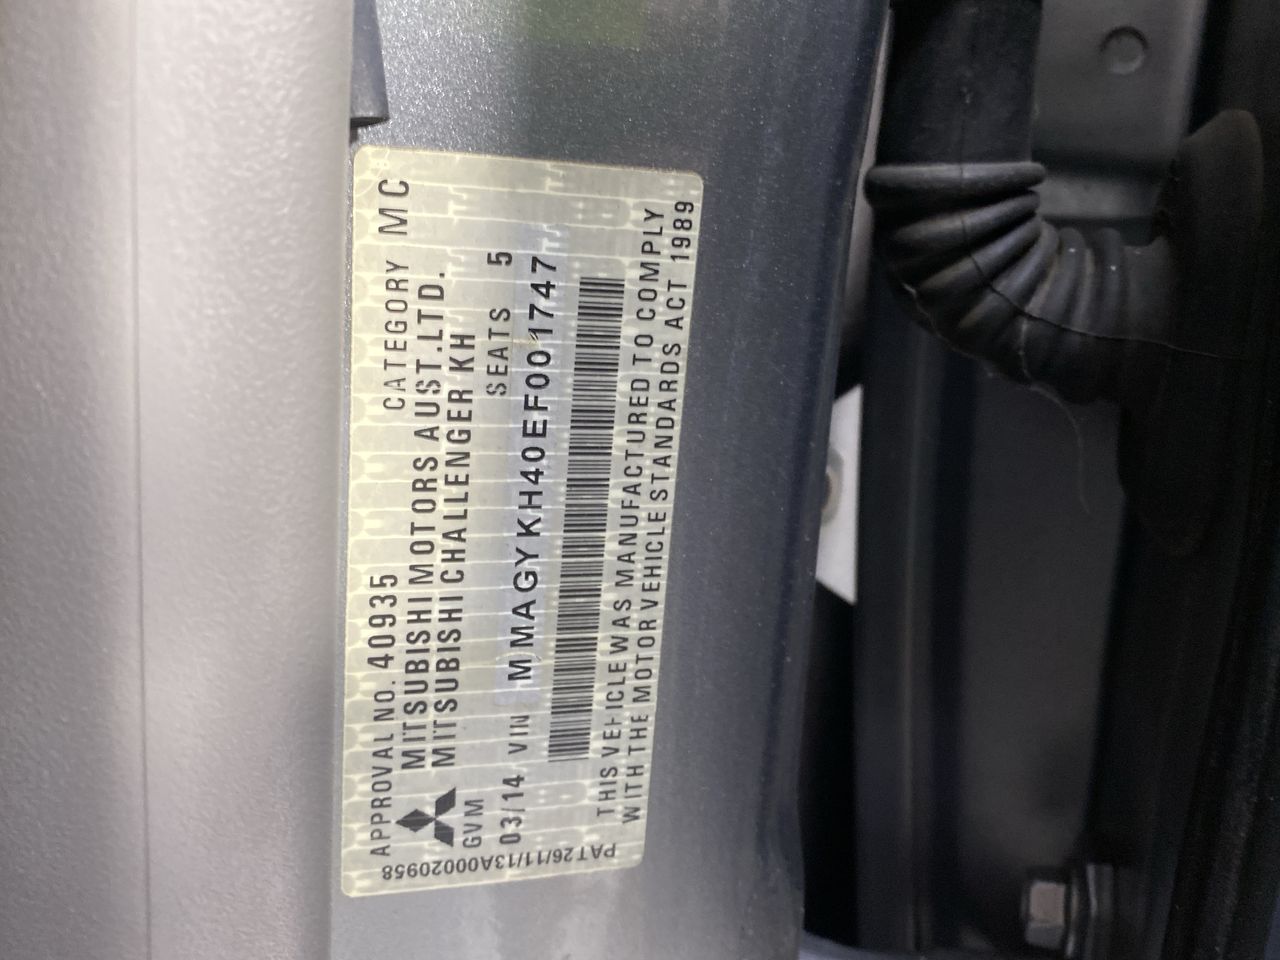 APPROVAL NO. 40935 CATEGORY MC
MITSUBISHI MOTORS AUST.LTD.
MITSUBISHI CHALLENGER KH
GVM SEATS 5
03/14 VIN MMAGYKH40EF001747
THIS VEHICLE WAS MANUFACTURED TO COMPLY
WITH THE MOTOR VEHICLE STANDARDS ACT 1989
PAT26/11/13A000020958